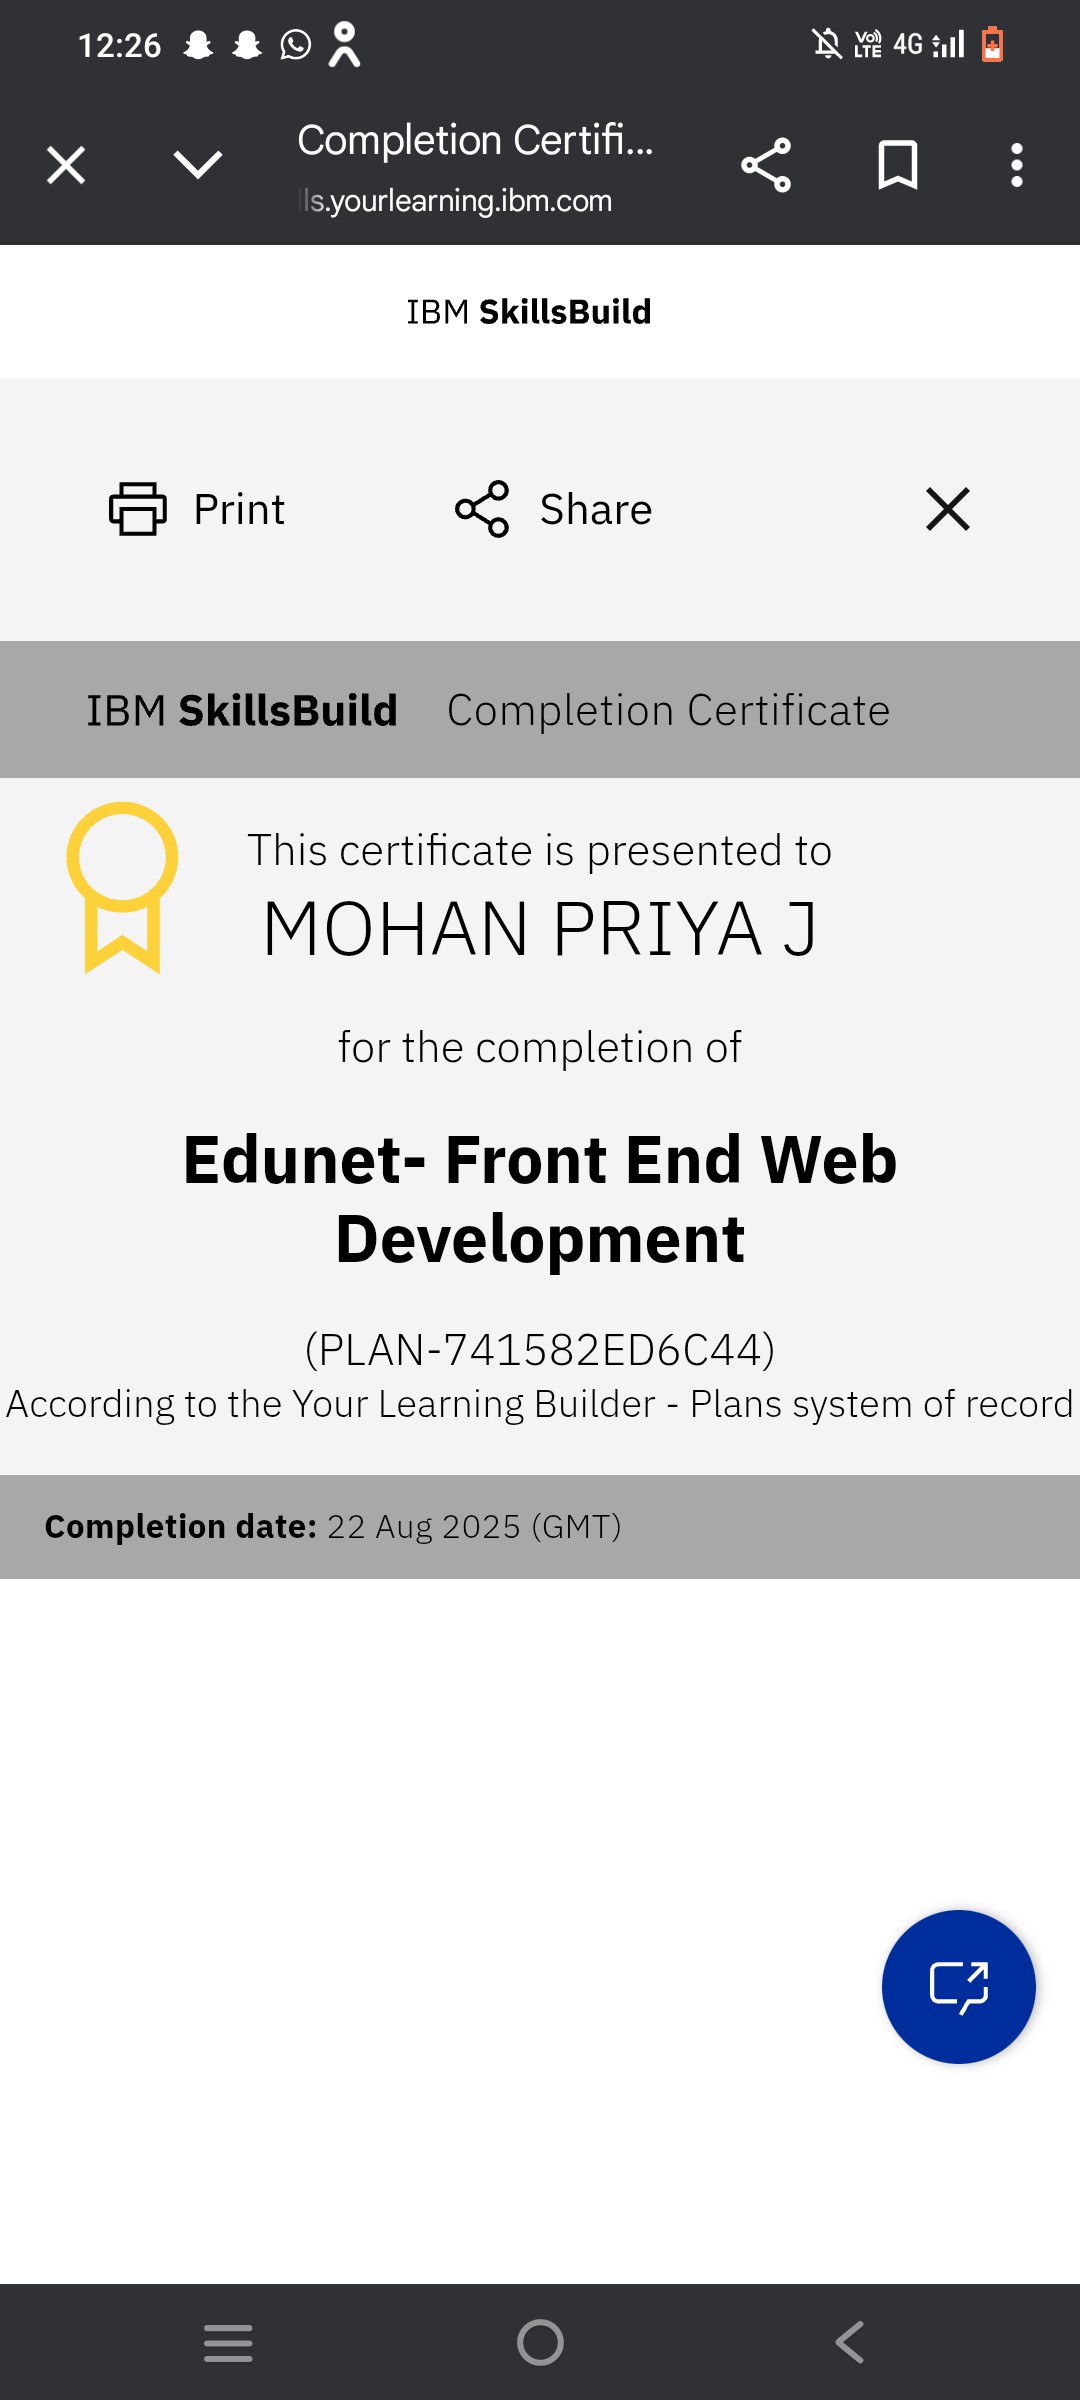 12:26
Vo)) LTE 4G
Completion Certifi...
ls.yourlearning.ibm.com
IBM SkillsBuild
Print Share
IBM SkillsBuild Completion Certificate
This certificate is presented to
MOHAN PRIYA J
for the completion of
Edunet- Front End Web
Development
(PLAN-741582ED6C44)
According to the Your Learning Builder - Plans system of record
Completion date: 22 Aug 2025 (GMT)